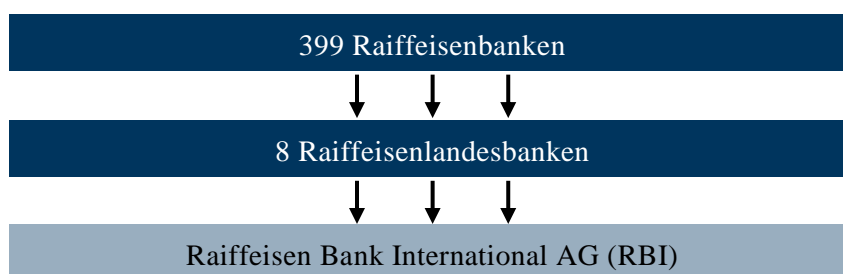 399 Raiffeisenbanken
8 Raiffeisenlandesbanken
Raiffeisen Bank International AG (RBI)